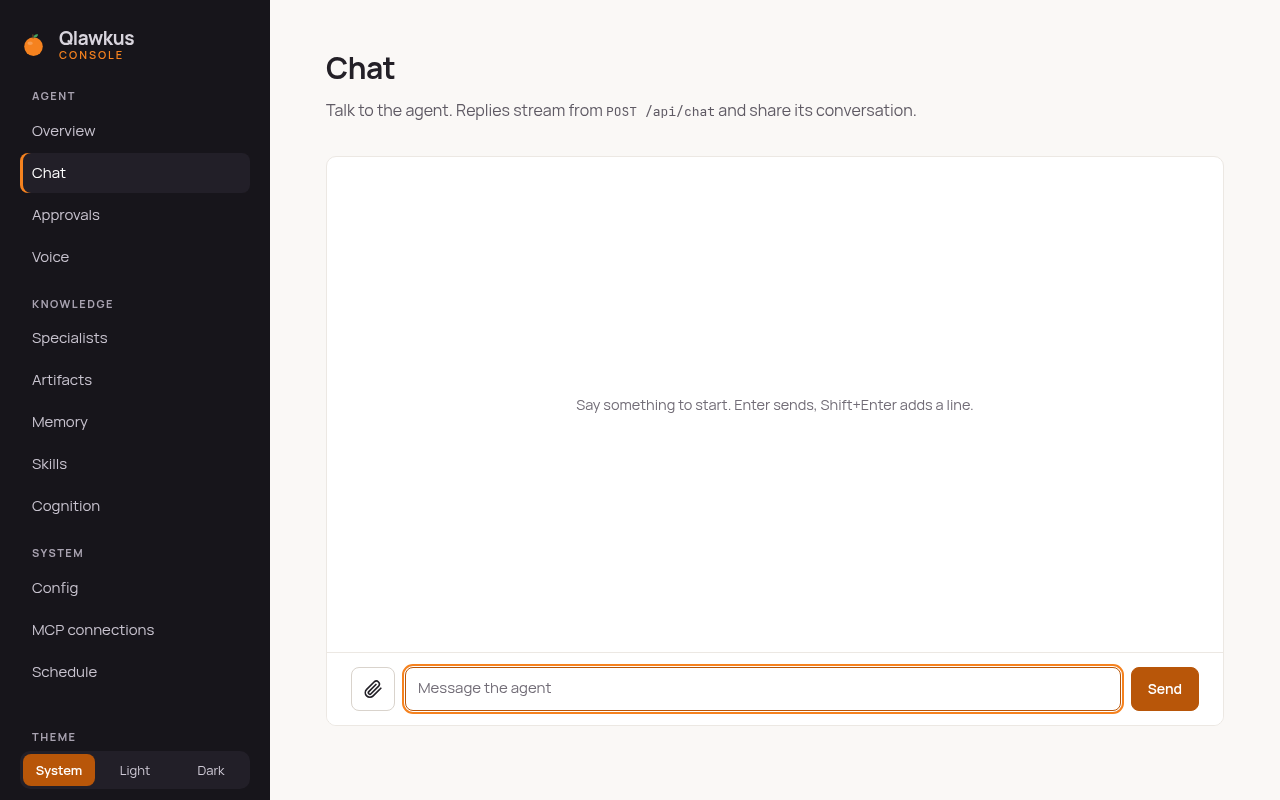 Qlawkus
CONSOLE
AGENT
Overview
Chat
Approvals
Voice
KNOWLEDGE
Specialists
Artifacts
Memory
Skills
Cognition
SYSTEM
Config
MCP connections
Schedule
THEME
System Light Dark
Chat
Talk to the agent. Replies stream from POST /api/chat and share its conversation.
Say something to start. Enter sends, Shift+Enter adds a line.
Message the agent
Send